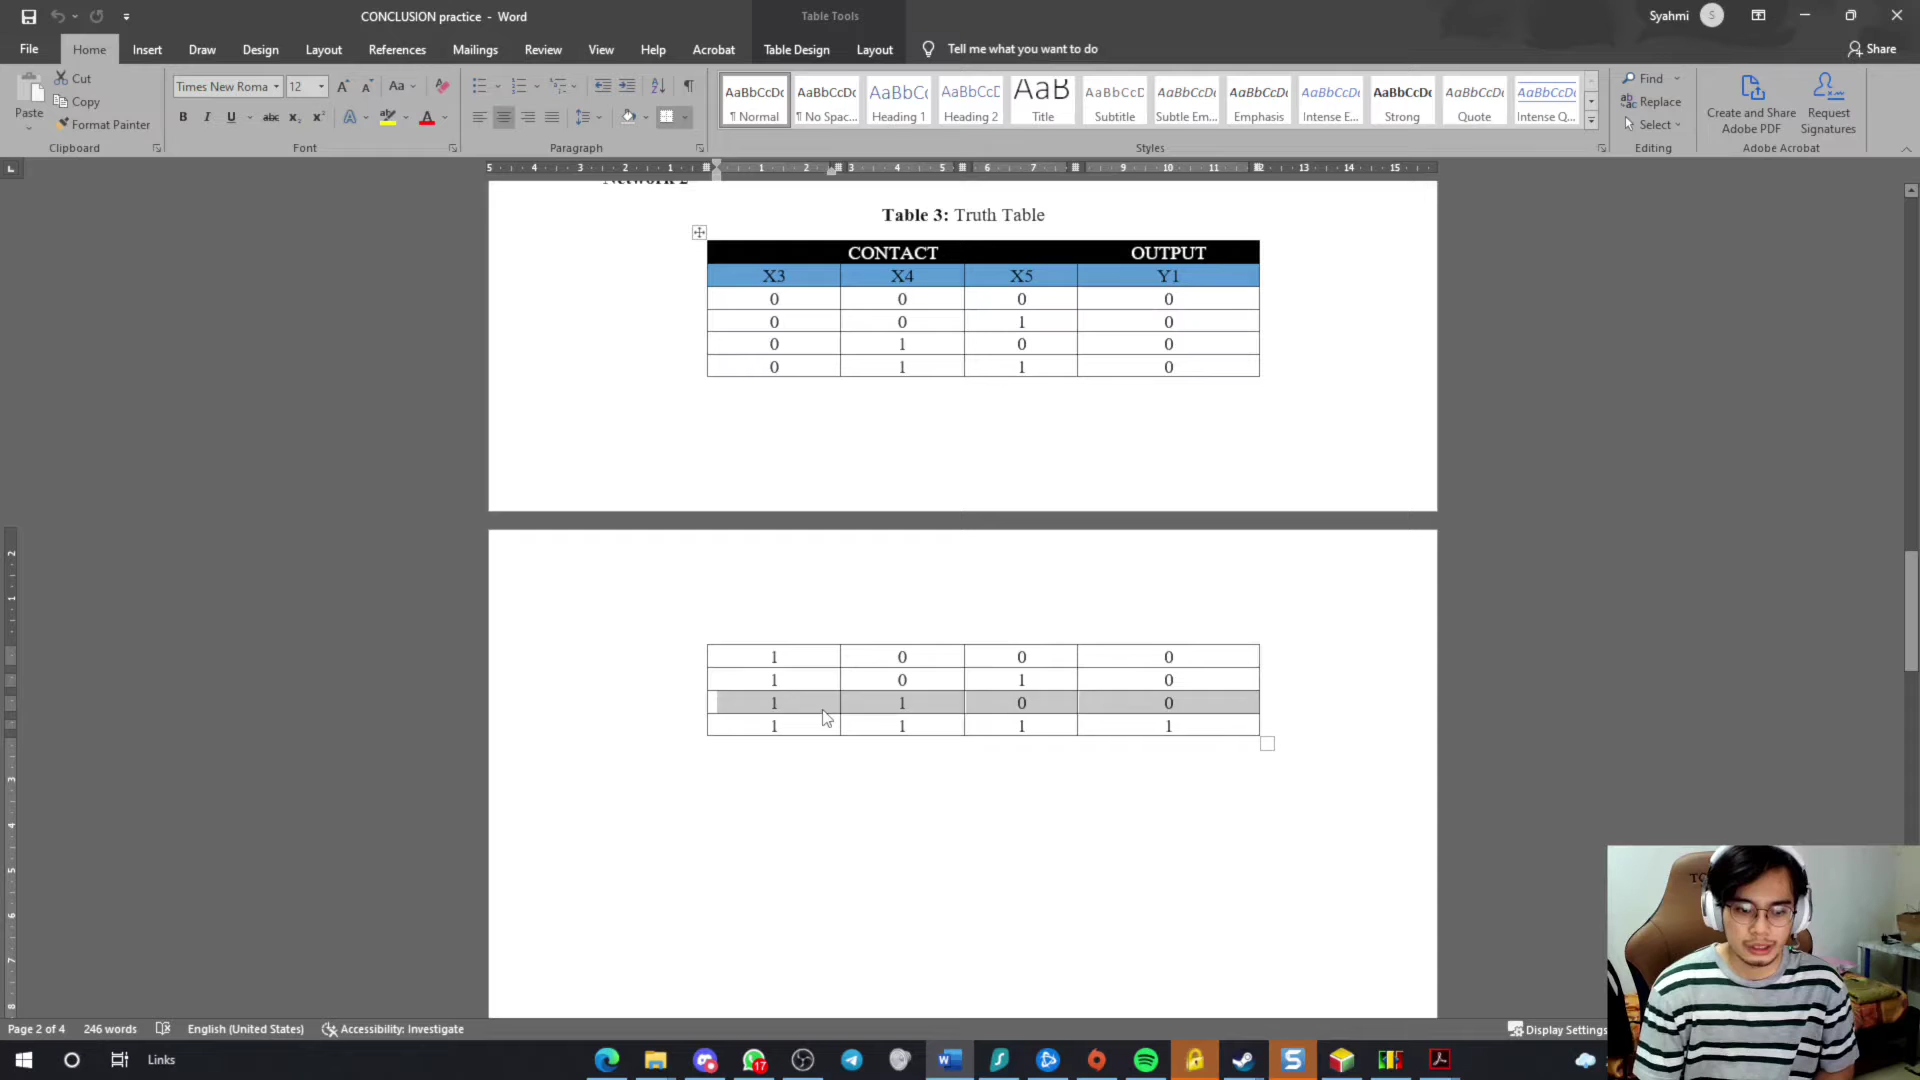 CONCLUSION practice - Word
Table Tools
Syahmi
S
File Home Insert Draw Design Layout References Mailings Review View Help Acrobat Table Design Layout Tell me what you want to do Share
Paste
Cut
Copy
Format Painter
Clipboard
Times New Roma 12
Font
Paragraph
AaBbCcDc ¶ Normal
AaBbCcDc ¶ No Spac...
AaBbC Heading 1
AaBbCcD Heading 2
AaB Title
AaBbCcD Subtitle
AaBbCcDc Subtle Em...
AaBbCcDc Emphasis
AaBbCcDc Intense E...
AaBbCcDc Strong
AaBbCcDc Quote
AaBbCcDc Intense Q...
Styles
Find
Replace
Select
Editing
Create and Share Adobe PDF
Request Signatures
Adobe Acrobat
Network 2
Table 3: Truth Table
CONTACT OUTPUT
X3 X4 X5 Y1
0 0 0 0
0 0 1 0
0 1 0 0
0 1 1 0
1 0 0 0
1 0 1 0
1 1 0 0
1 1 1 1
Page 2 of 4 246 words English (United States) Accessibility: Investigate Display Settings
Links
17